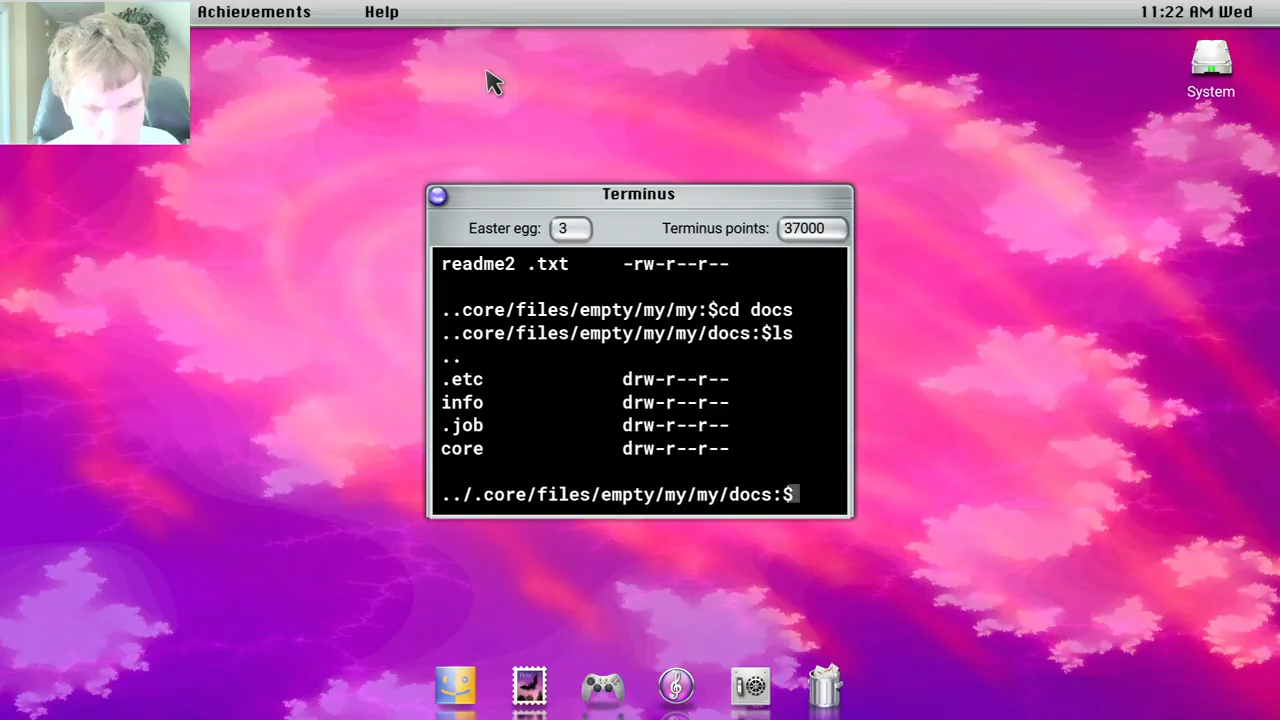 Achievements Help 11:22 AM Wed
System
Terminus
Easter egg: 3 Terminus points: 37000
readme2 .txt -rw-r--r--
..core/files/empty/my/my:$cd docs
..core/files/empty/my/my/docs:$ls
..
.etc drw-r--r--
info drw-r--r--
.job drw-r--r--
core drw-r--r--
../.core/files/empty/my/my/docs:$